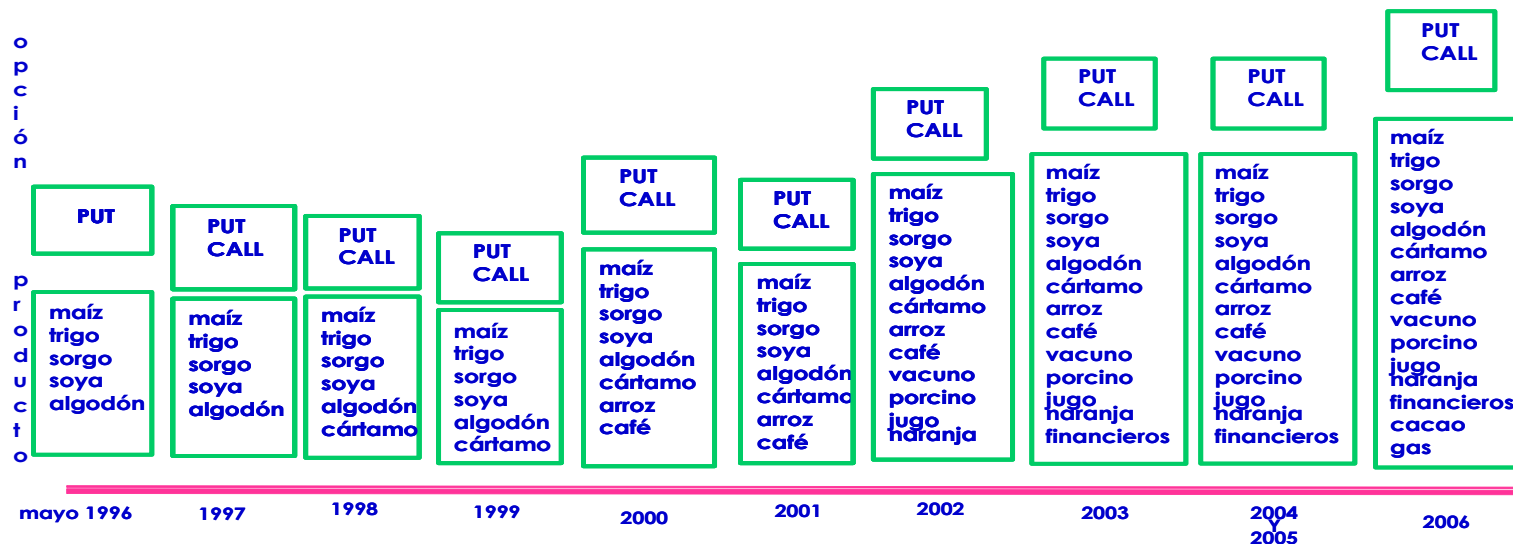 opción
producto
PUT
maíz
trigo
sorgo
soya
algodón
mayo 1996
PUT
CALL
maíz
trigo
sorgo
soya
algodón
1997
PUT
CALL
maíz
trigo
sorgo
soya
algodón
cártamo
1998
PUT
CALL
maíz
trigo
sorgo
soya
algodón
cártamo
1999
PUT
CALL
maíz
trigo
sorgo
soya
algodón
cártamo
arroz
café
2000
PUT
CALL
maíz
trigo
sorgo
soya
algodón
cártamo
arroz
café
2001
PUT
CALL
maíz
trigo
sorgo
soya
algodón
cártamo
arroz
café
vacuno
porcino
jugo
naranja
2002
PUT
CALL
maíz
trigo
sorgo
soya
algodón
cártamo
arroz
café
vacuno
porcino
jugo
naranja
financieros
2003
PUT
CALL
maíz
trigo
sorgo
soya
algodón
cártamo
arroz
café
vacuno
porcino
jugo
naranja
financieros
2004
Y
2005
PUT
CALL
maíz
trigo
sorgo
soya
algodón
cártamo
arroz
café
vacuno
porcino
jugo
naranja
financieros
cacao
gas
2006